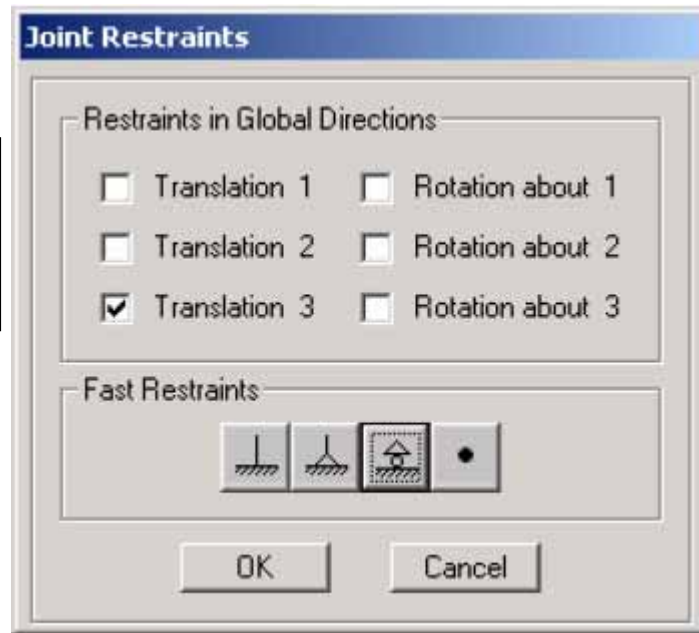 Joint Restraints
Restraints in Global Directions
Translation 1 Rotation about 1
Translation 2 Rotation about 2
Translation 3 Rotation about 3
Fast Restraints
OK Cancel